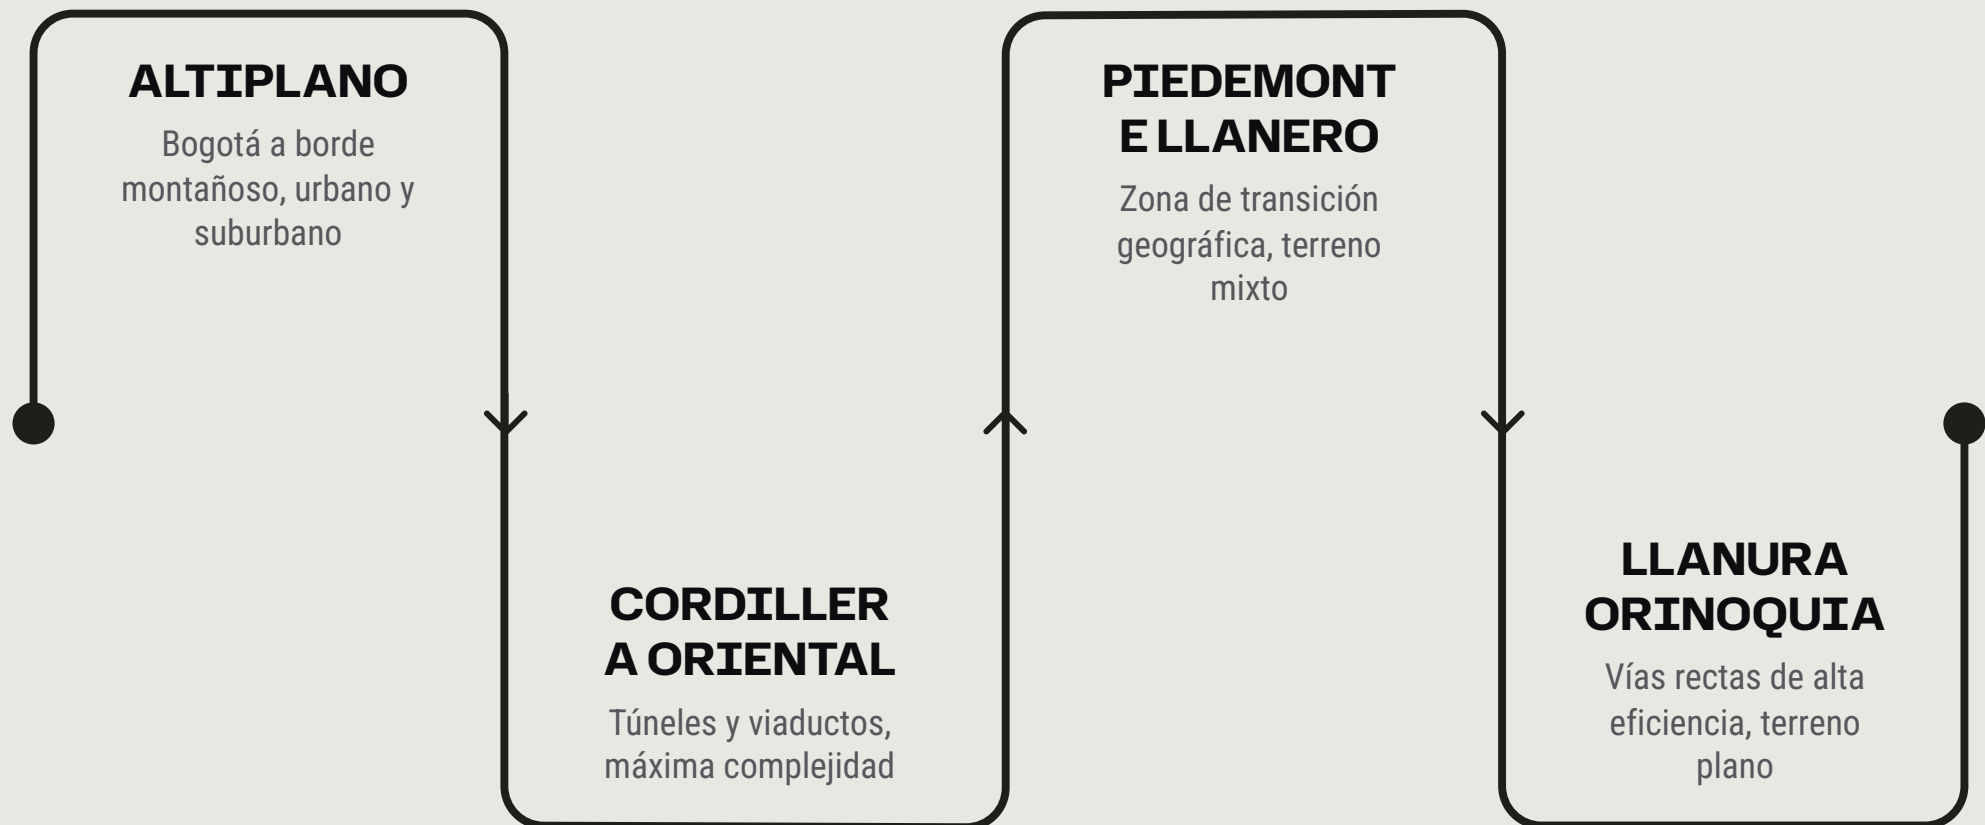 ALTIPLANO
Bogotá a borde
montañoso, urbano y
suburbano
CORDILLER
A ORIENTAL
Túneles y viaductos,
máxima complejidad
PIEDEMONT
E LLANERO
Zona de transición
geográfica, terreno
mixto
LLANURA
ORINOQUIA
Vías rectas de alta
eficiencia, terreno
plano